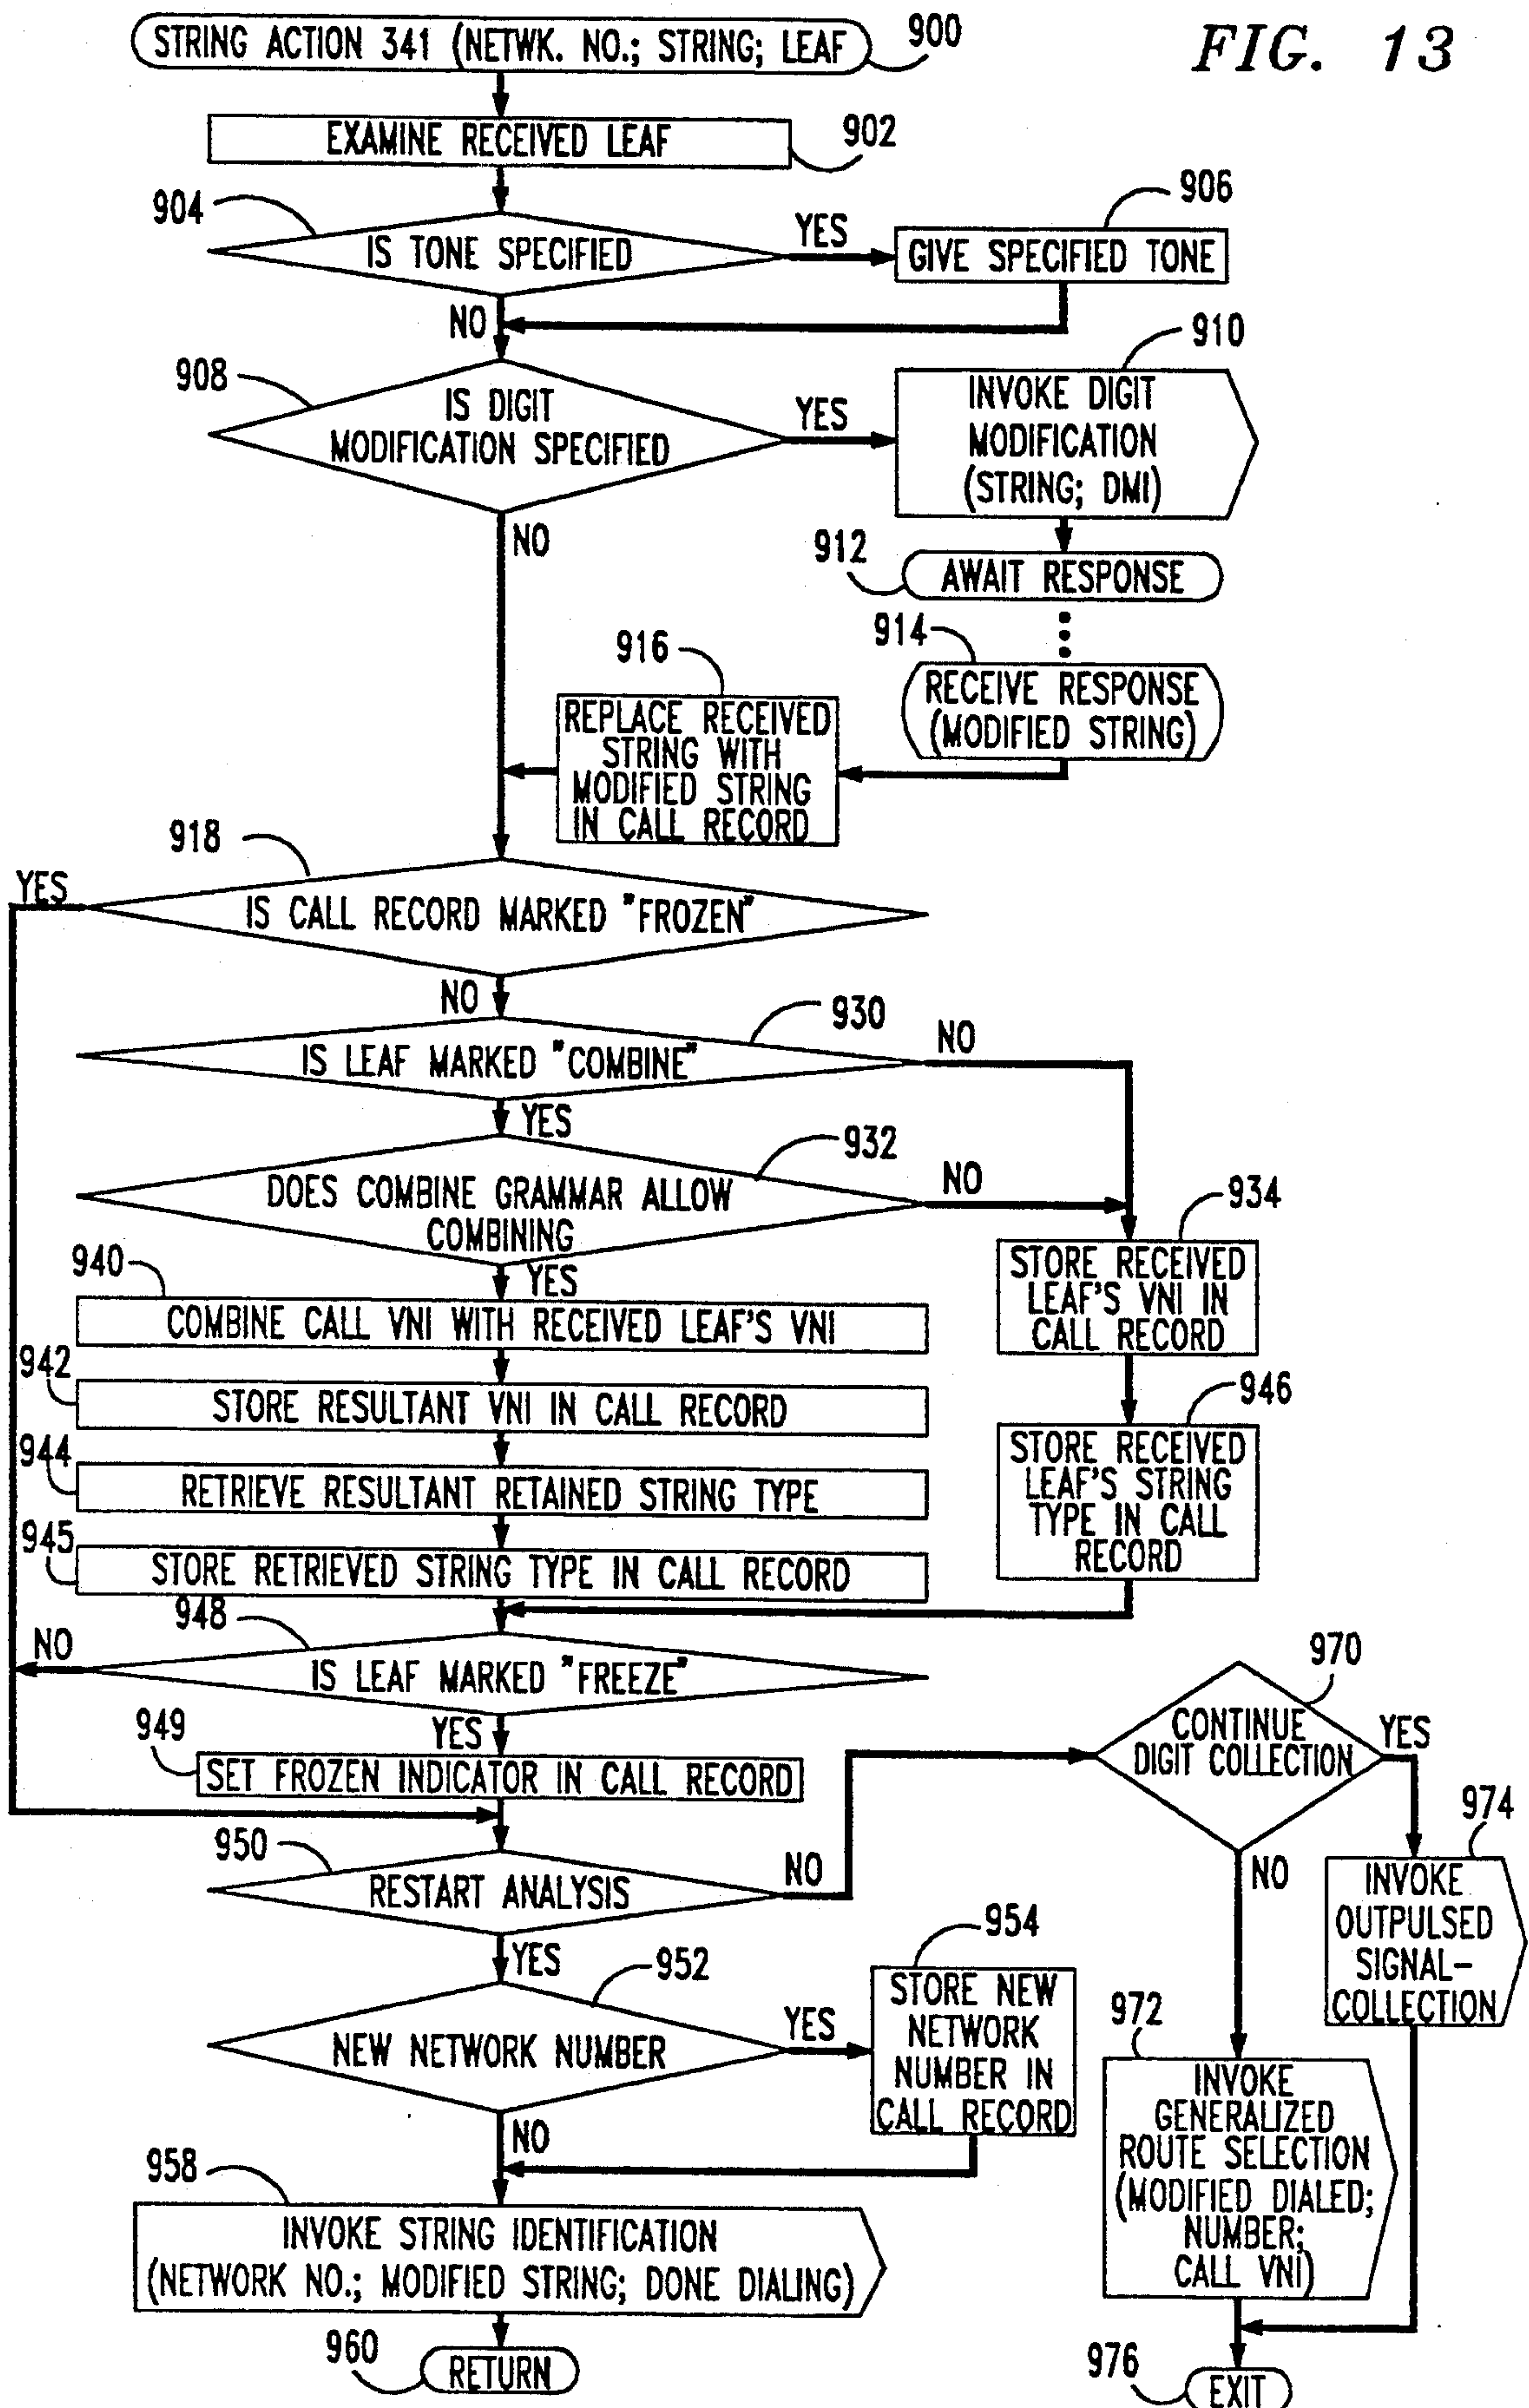 FIG. 13
STRING ACTION 341 (NETWK. NO.; STRING; LEAF
900
EXAMINE RECEIVED LEAF
902
904
IS TONE SPECIFIED
YES
906
GIVE SPECIFIED TONE
NO
908
IS DIGIT
MODIFICATION SPECIFIED
YES
910
INVOKE DIGIT
MODIFICATION
(STRING; DMI)
NO
912
AWAIT RESPONSE
914
RECEIVE RESPONSE
(MODIFIED STRING)
916
REPLACE RECEIVED
STRING WITH
MODIFIED STRING
IN CALL RECORD
918
YES
IS CALL RECORD MARKED "FROZEN"
NO
930
IS LEAF MARKED "COMBINE"
NO
YES
932
DOES COMBINE GRAMMAR ALLOW
COMBINING
NO
934
STORE RECEIVED
LEAF'S VNI IN
CALL RECORD
940
YES
COMBINE CALL VNI WITH RECEIVED LEAF'S VNI
942
STORE RESULTANT VNI IN CALL RECORD
946
STORE RECEIVED
LEAF'S STRING
TYPE IN CALL
RECORD
944
RETRIEVE RESULTANT RETAINED STRING TYPE
945
STORE RETRIEVED STRING TYPE IN CALL RECORD
948
NO
IS LEAF MARKED "FREEZE"
YES
949
SET FROZEN INDICATOR IN CALL RECORD
970
CONTINUE
DIGIT COLLECTION
YES
974
INVOKE
OUTPULSED
SIGNAL-
COLLECTION
NO
950
RESTART ANALYSIS
NO
YES
952
NEW NETWORK NUMBER
YES
954
STORE NEW
NETWORK
NUMBER IN
CALL RECORD
NO
972
INVOKE
GENERALIZED
ROUTE SELECTION
(MODIFIED DIALED;
NUMBER;
CALL VNI)
958
INVOKE STRING IDENTIFICATION
(NETWORK NO.; MODIFIED STRING; DONE DIALING)
960
RETURN
976
EXIT